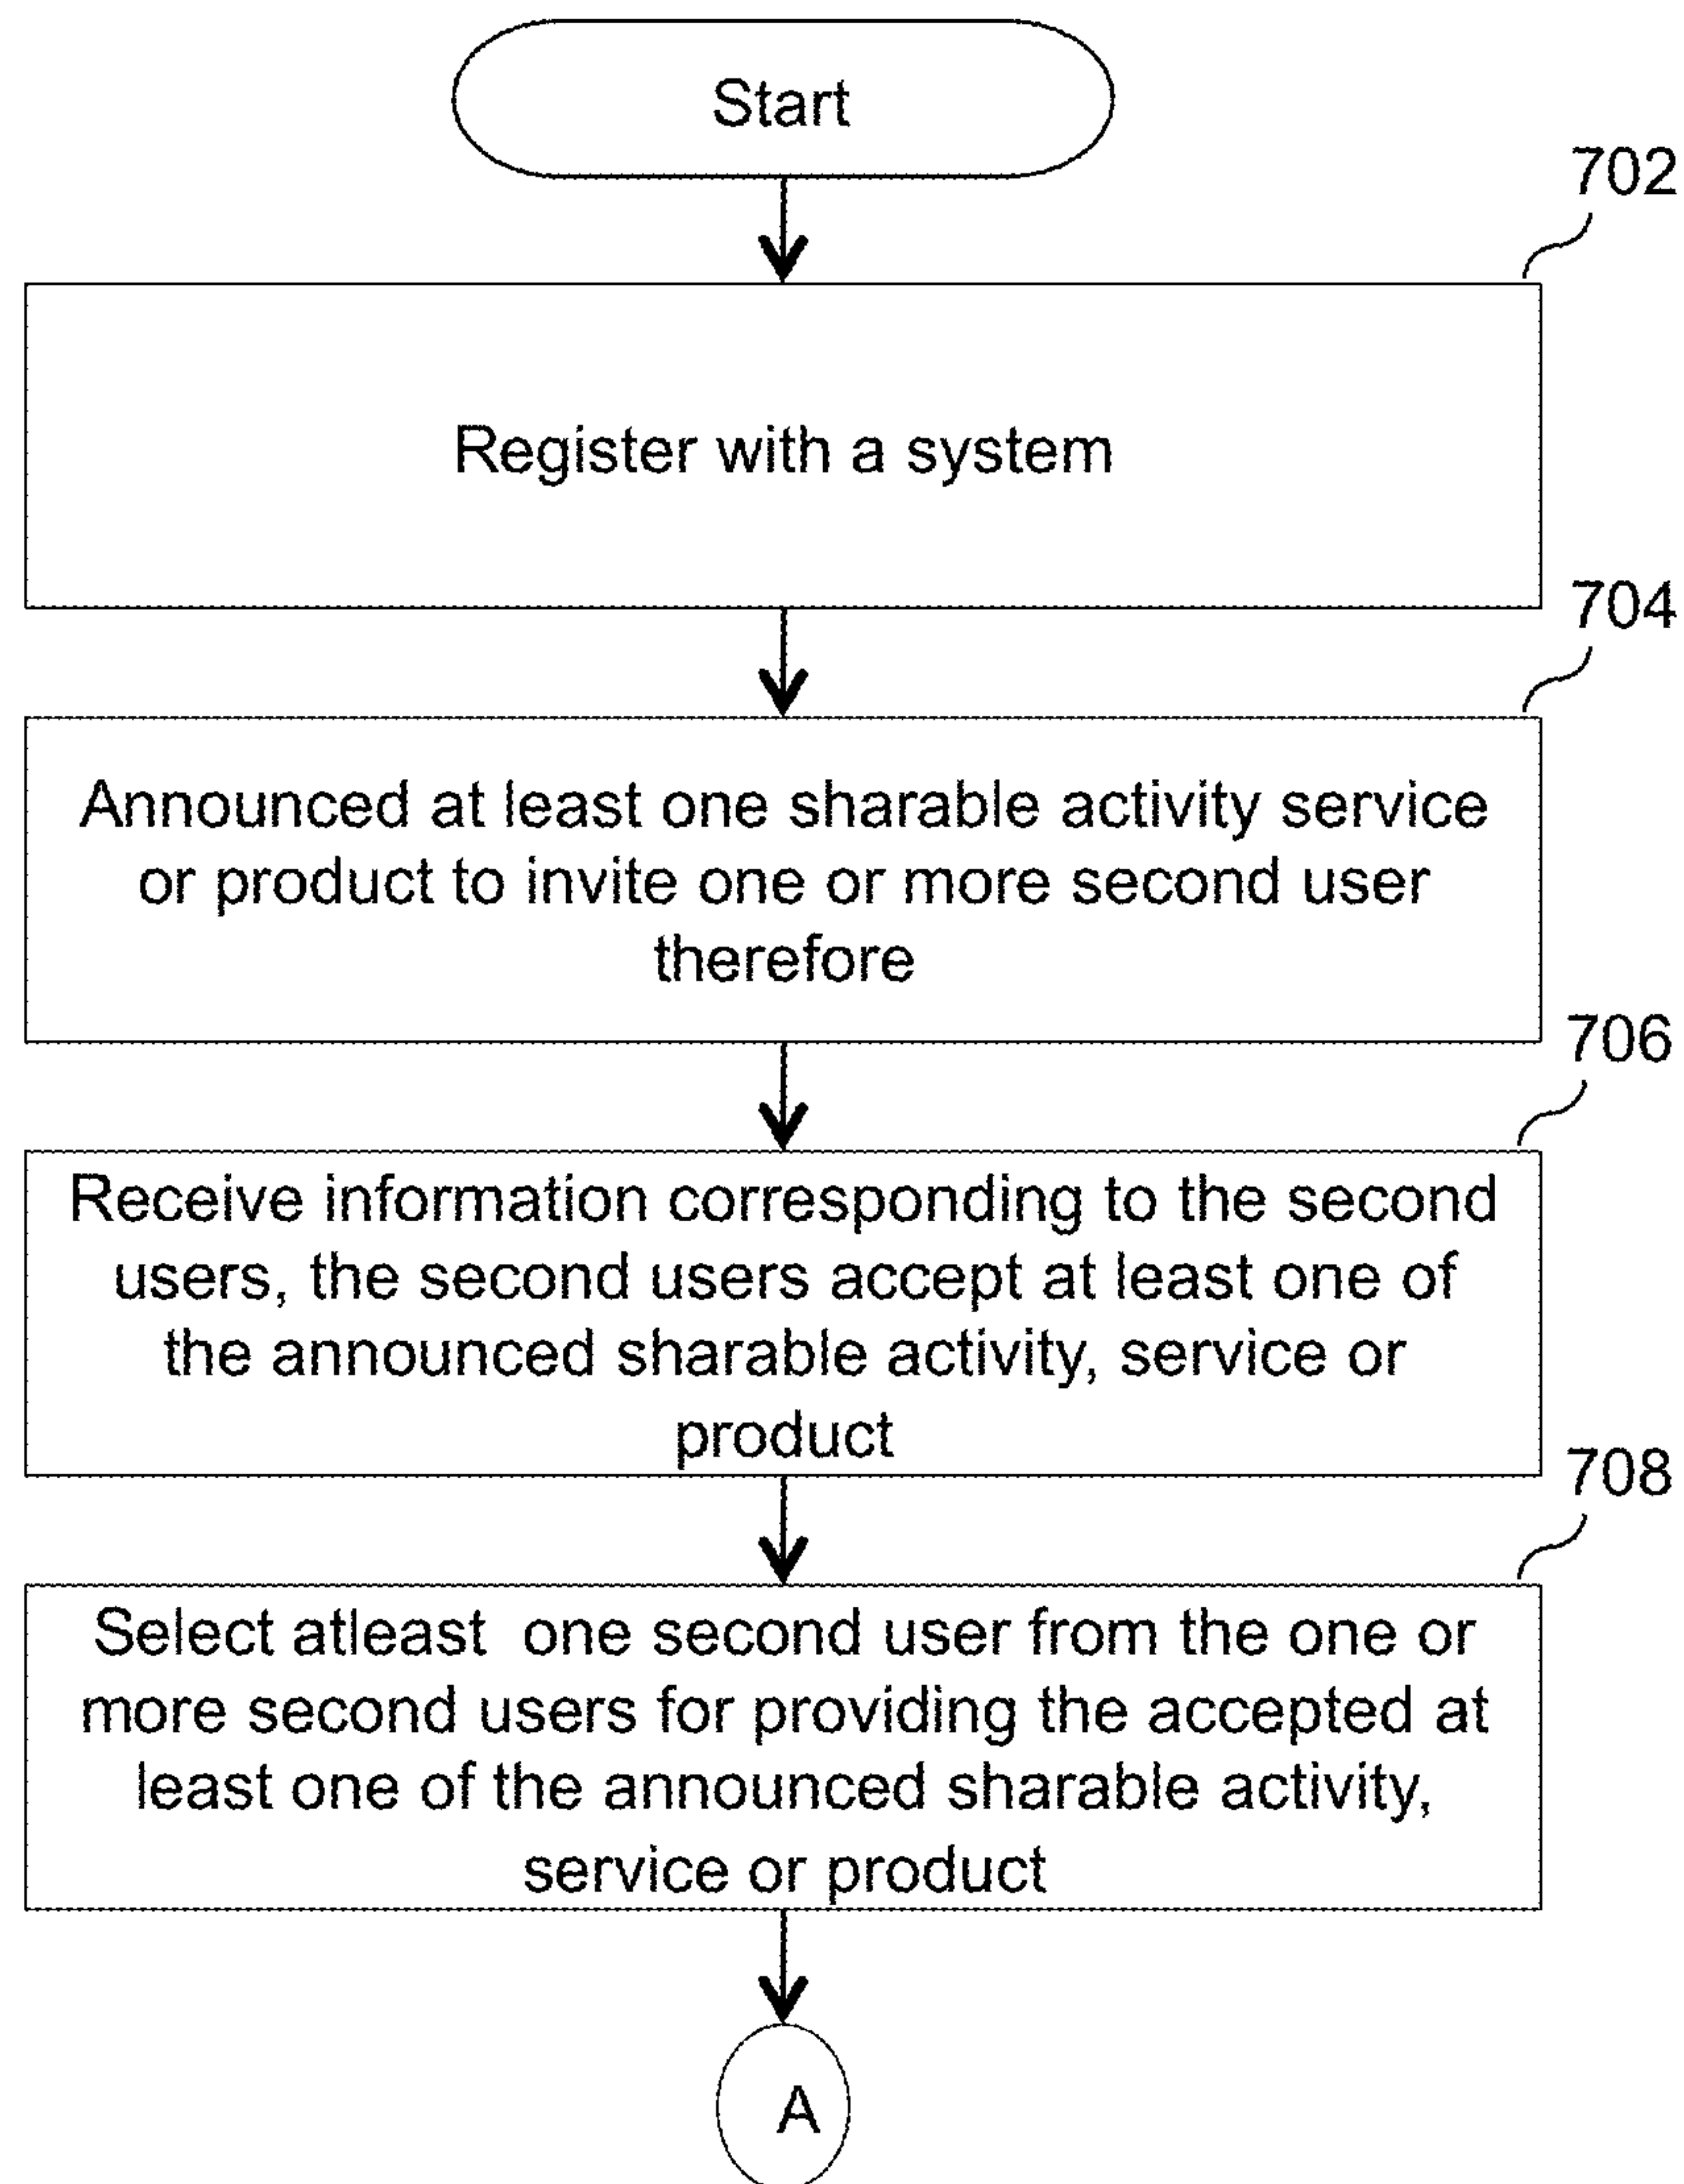 Start
702
Register with a system
704
Announced at least one sharable activity service
or product to invite one or more second user
therefore
706
Receive information corresponding to the second
users, the second users accept at least one of
the announced sharable activity, service or
product
708
Select atleast  one second user from the one or
more second users for providing the accepted at
least one of the announced sharable activity,
service or product
A